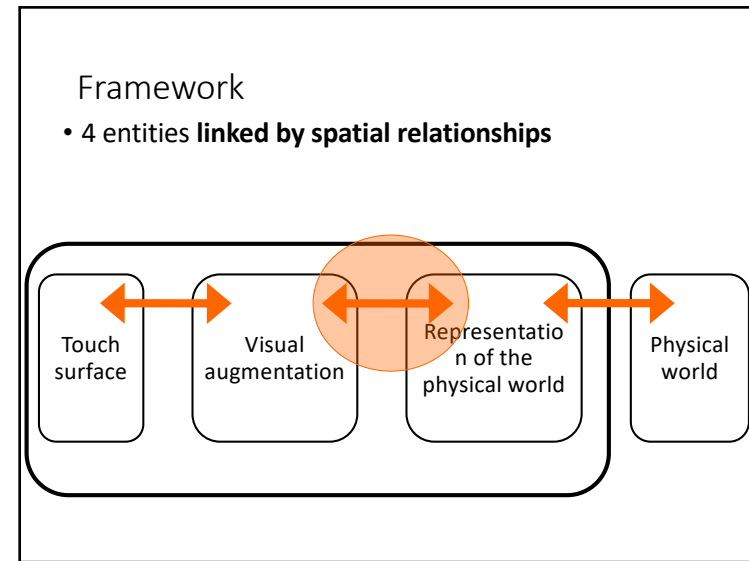 Framework
• 4 entities linked by spatial relationships
Touch
surface
Visual
augmentation
Representatio
n of the
physical world
Physical
world